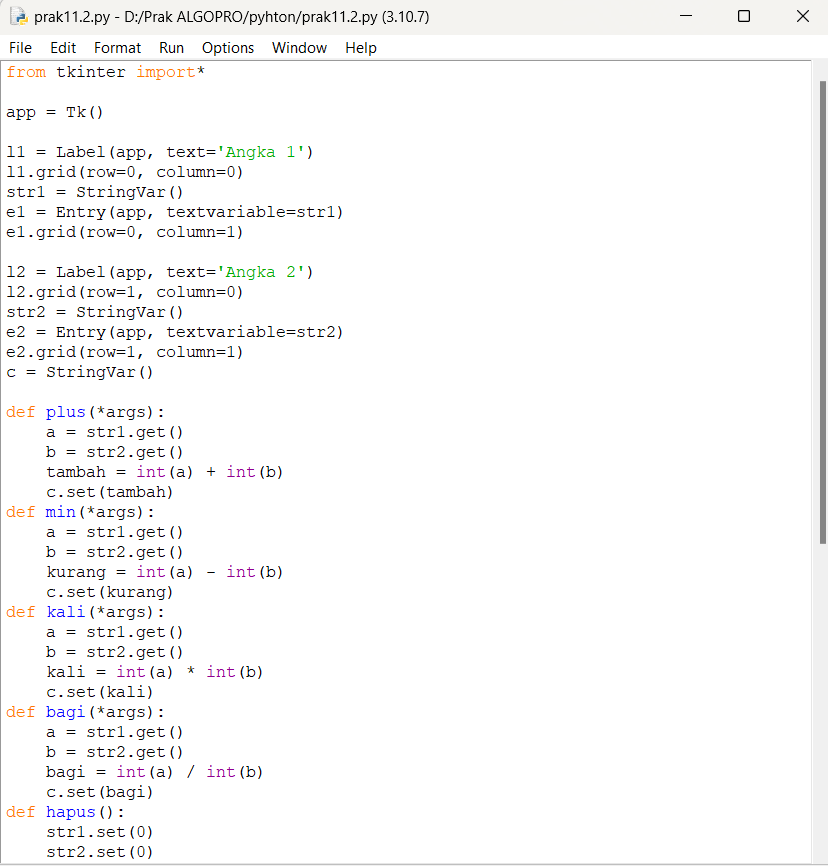 prak11.2.py - D:/Prak ALGOPRO/pyhton/prak11.2.py (3.10.7)
File Edit Format Run Options Window Help
from tkinter import*

app = Tk()

l1 = Label(app, text='Angka 1')
l1.grid(row=0, column=0)
str1 = StringVar()
e1 = Entry(app, textvariable=str1)
e1.grid(row=0, column=1)

l2 = Label(app, text='Angka 2')
l2.grid(row=1, column=0)
str2 = StringVar()
e2 = Entry(app, textvariable=str2)
e2.grid(row=1, column=1)
c = StringVar()

def plus(*args):
    a = str1.get()
    b = str2.get()
    tambah = int(a) + int(b)
    c.set(tambah)
def min(*args):
    a = str1.get()
    b = str2.get()
    kurang = int(a) - int(b)
    c.set(kurang)
def kali(*args):
    a = str1.get()
    b = str2.get()
    kali = int(a) * int(b)
    c.set(kali)
def bagi(*args):
    a = str1.get()
    b = str2.get()
    bagi = int(a) / int(b)
    c.set(bagi)
def hapus():
    str1.set(0)
    str2.set(0)